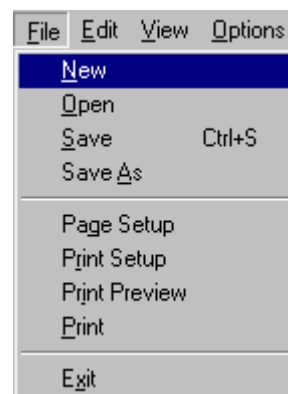 File Edit View Options
New
Open
Save Ctrl+S
Save As
Page Setup
Print Setup
Print Preview
Print
Exit